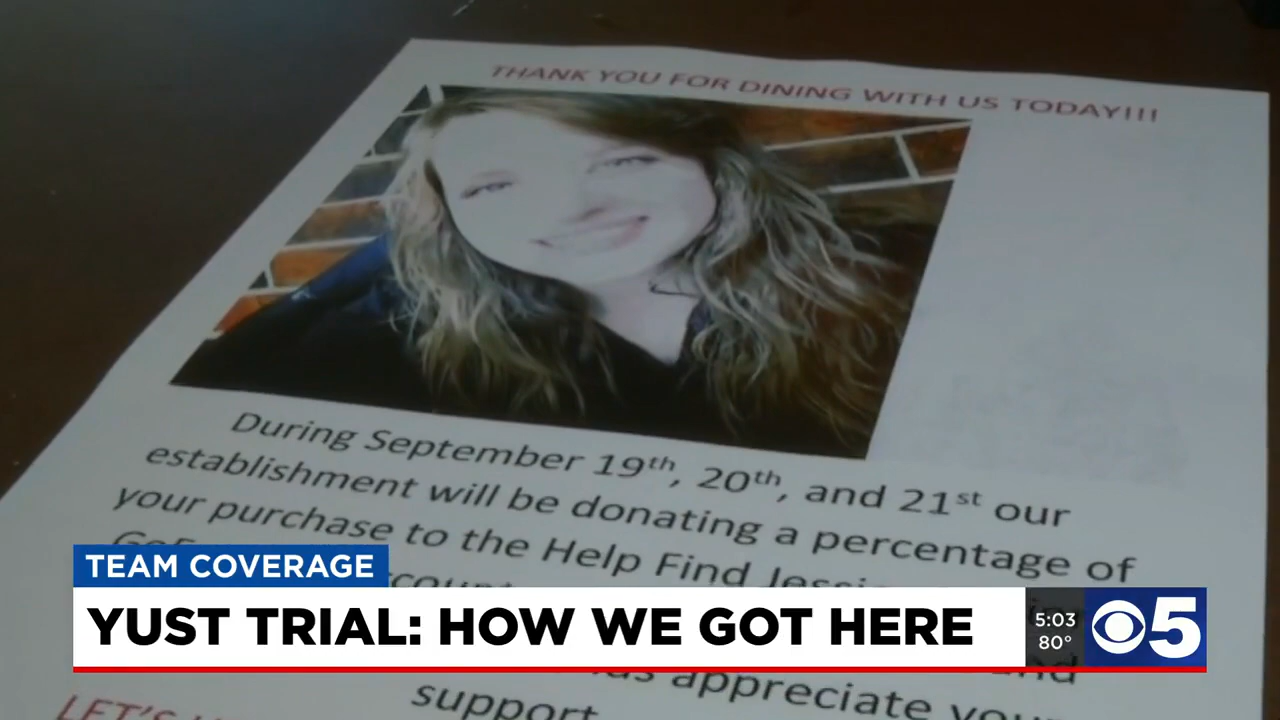 THANK YOU FOR DINING WITH US TODAY!!!
During September 19th, 20th, and 21st our
establishment will be donating a percentage of
your purchase to the Help Find
appreciate
support
TEAM COVERAGE
YUST TRIAL: HOW WE GOT HERE
5:03
80°
5
LET'S